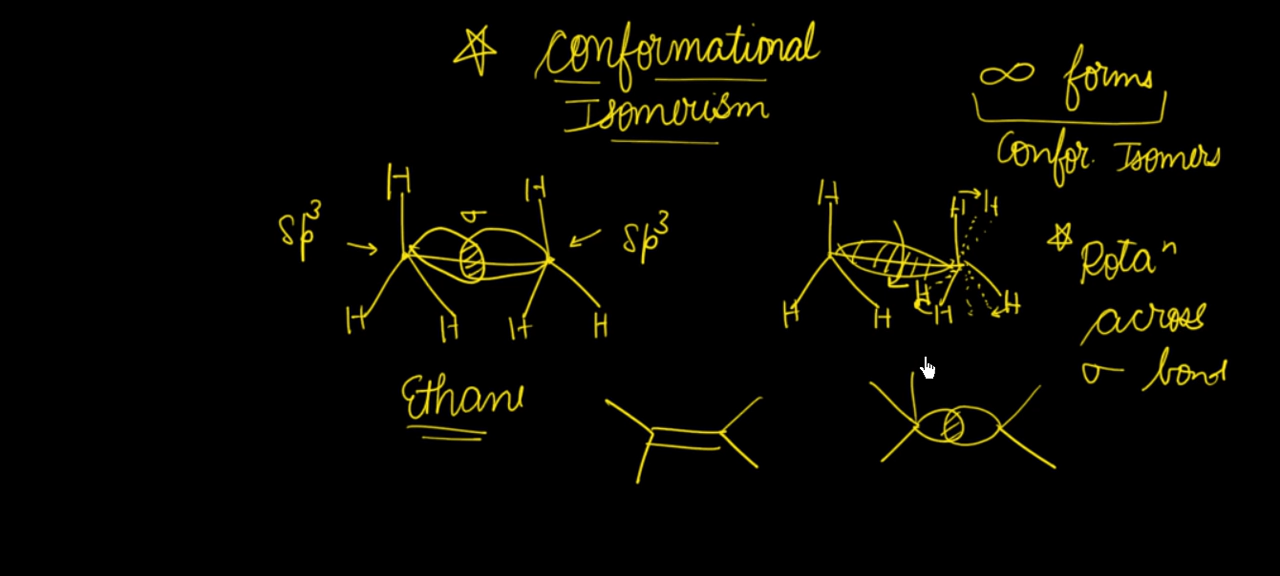 ☆ Conformational
Isomerism
∞ forms
Confor. Isomers
H H
σ
sp³ → ← sp³
H H H H
Ethane
H H → H
H H H H H
☆ Rotaⁿ
across
σ bond